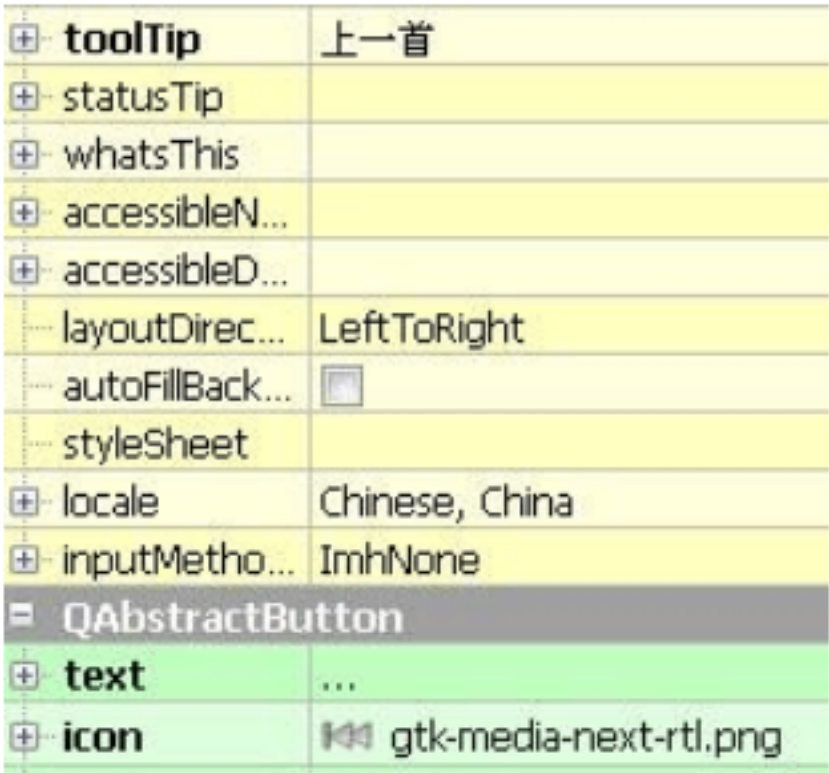 toolTip 上一首
statusTip
whatsThis
accessibleN...
accessibleD...
layoutDirec... LeftToRight
autoFillBack...
styleSheet
locale Chinese, China
inputMetho... ImhNone
QAbstractButton
text ...
icon gtk-media-next-rtl.png